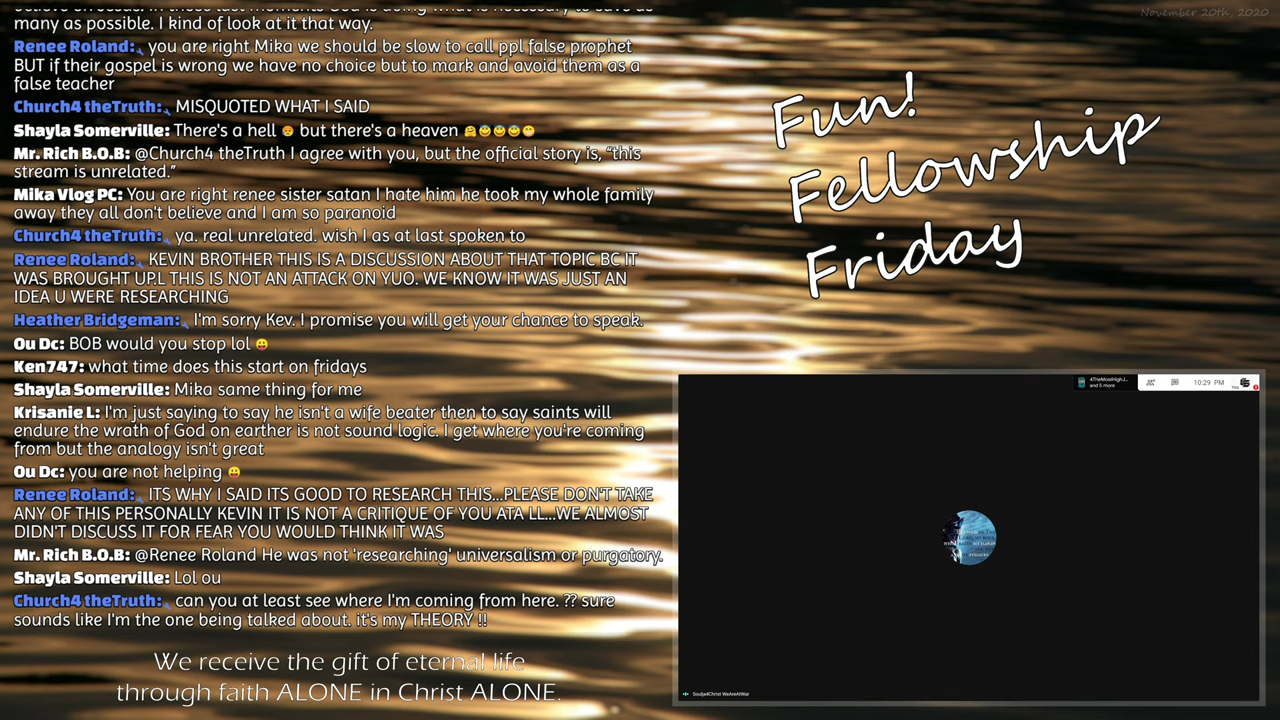 many as possible. I kind of look at it that way.
Renee Roland: you are right Mika we should be slow to call ppl false prophet
BUT if their gospel is wrong we have no choice but to mark and avoid them as a
false teacher
Church4 theTruth: MISQUOTED WHAT I SAID
Shayla Somerville: There's a hell 😡 but there's a heaven 🤗😇😇😇😁
Mr. Rich B.O.B: @Church4 theTruth I agree with you, but the official story is, “this
stream is unrelated.”
Mika Vlog PC: You are right renee sister satan I hate him he took my whole family
away they all don't believe and I am so paranoid
Church4 theTruth: ya. real unrelated. wish I as at last spoken to
Renee Roland: KEVIN BROTHER THIS IS A DISCUSSION ABOUT THAT TOPIC BC IT
WAS BROUGHT UP.L THIS IS NOT AN ATTACK ON YUO. WE KNOW IT WAS JUST AN
IDEA U WERE RESEARCHING
Heather Bridgeman: I'm sorry Kev. I promise you will get your chance to speak.
Ou Dc: BOB would you stop lol 😛
Ken747: what time does this start on fridays
Shayla Somerville: Mika same thing for me
Krisanie L: I'm just saying to say he isn't a wife beater then to say saints will
endure the wrath of God on earther is not sound logic. I get where you're coming
from but the analogy isn't great
Ou Dc: you are not helping 😛
Renee Roland: ITS WHY I SAID ITS GOOD TO RESEARCH THIS...PLEASE DON'T TAKE
ANY OF THIS PERSONALLY KEVIN IT IS NOT A CRITIQUE OF YOU ATA LL...WE ALMOST
DIDN'T DISCUSS IT FOR FEAR YOU WOULD THINK IT WAS
Mr. Rich B.O.B: @Renee Roland He was not 'researching' universalism or purgatory.
Shayla Somerville: Lol ou
Church4 theTruth: can you at least see where I'm coming from here. ?? sure
sounds like I'm the one being talked about. it's my THEORY !!
We receive the gift of eternal life
through faith ALONE in Christ ALONE.
November 20th, 2020
Fun!
Fellowship
Friday
4TheMostHighJ...
and 5 more
10:29 PM
You
Soulja4Christ WeAreAtWar